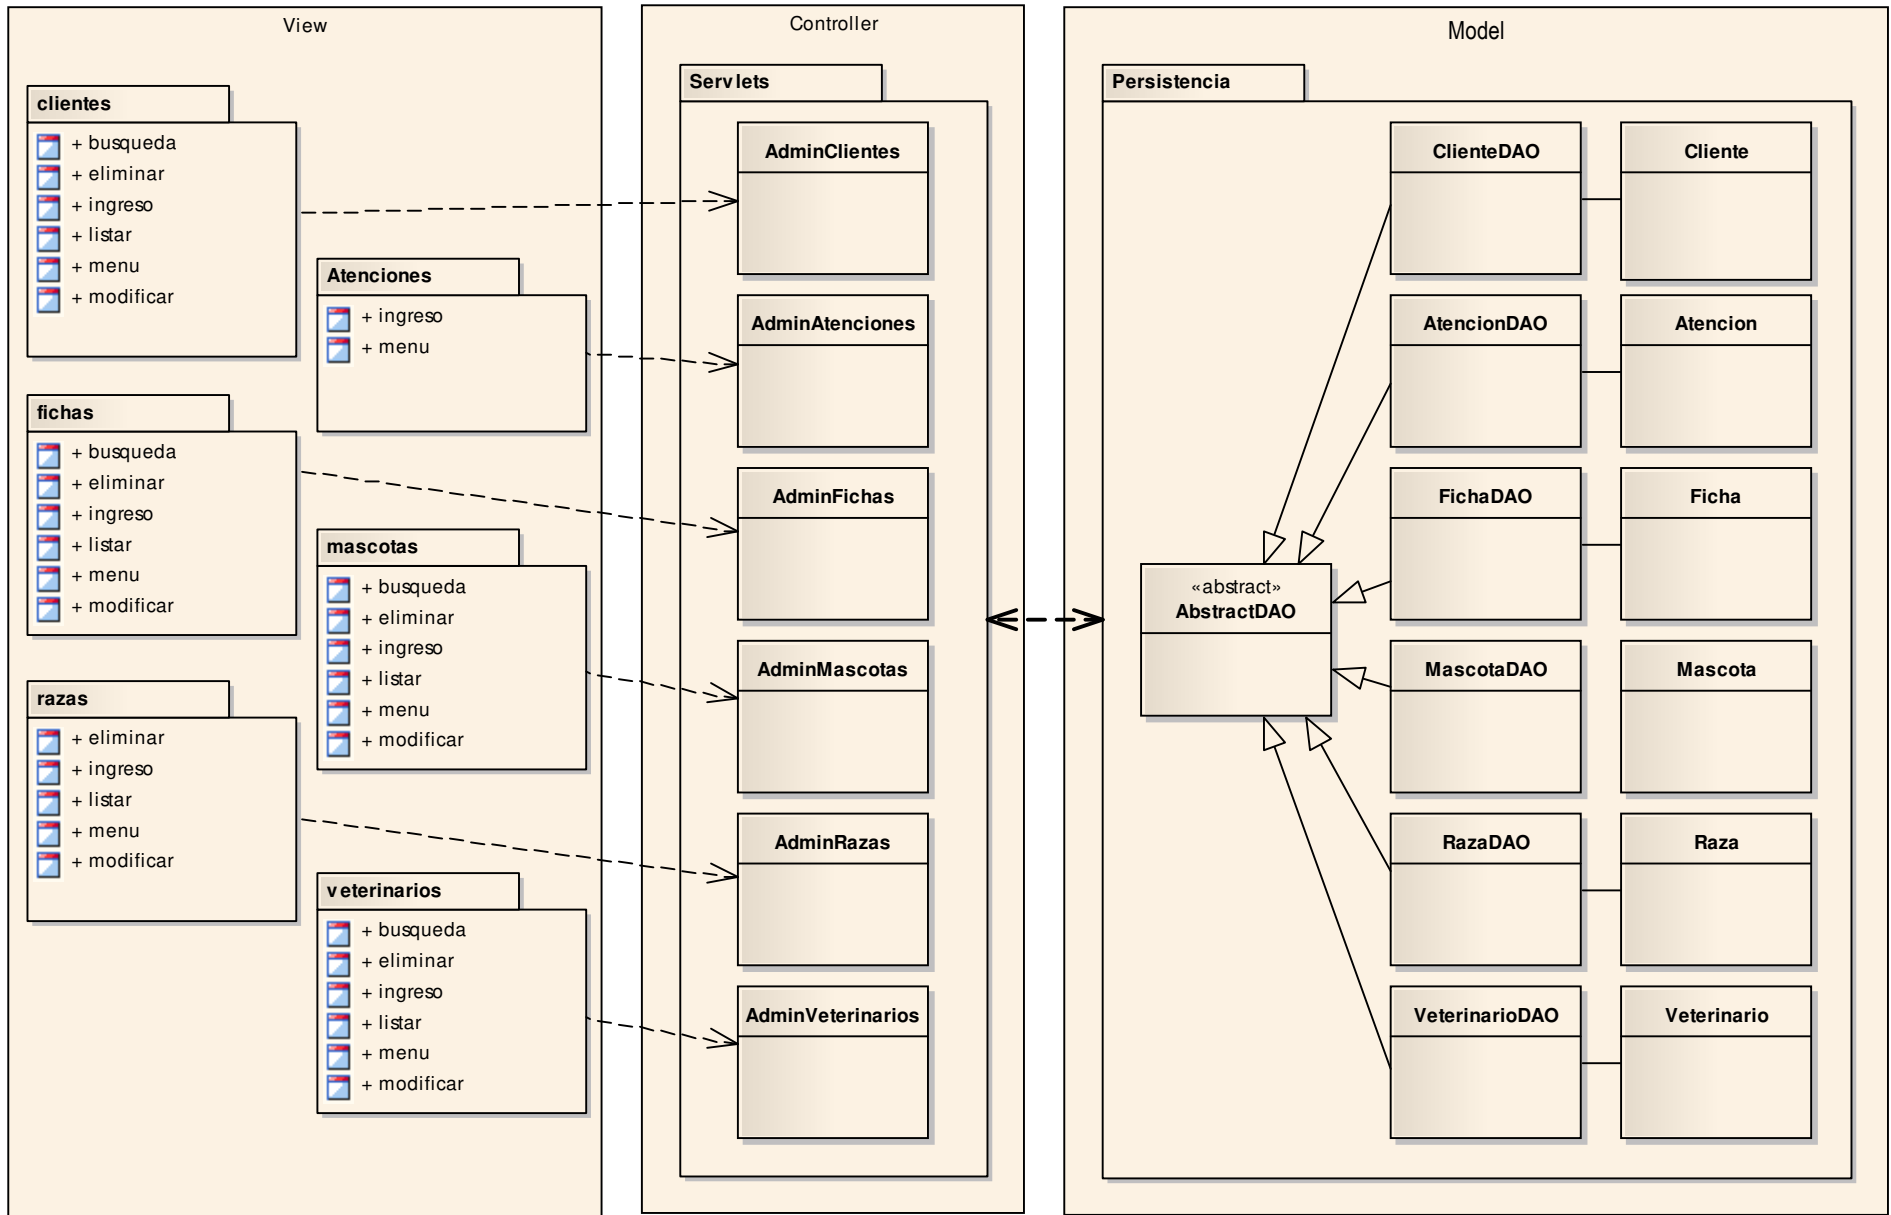 View
clientes
+ busqueda
+ eliminar
+ ingreso
+ listar
+ menu
+ modificar
Atenciones
+ ingreso
+ menu
fichas
+ busqueda
+ eliminar
+ ingreso
+ listar
+ menu
+ modificar
mascotas
+ busqueda
+ eliminar
+ ingreso
+ listar
+ menu
+ modificar
razas
+ eliminar
+ ingreso
+ listar
+ menu
+ modificar
veterinarios
+ busqueda
+ eliminar
+ ingreso
+ listar
+ menu
+ modificar
Controller
Servlets
AdminClientes
AdminAtenciones
AdminFichas
AdminMascotas
AdminRazas
AdminVeterinarios
Model
Persistencia
«abstract»
AbstractDAO
ClienteDAO
Cliente
AtencionDAO
Atencion
FichaDAO
Ficha
MascotaDAO
Mascota
RazaDAO
Raza
VeterinarioDAO
Veterinario